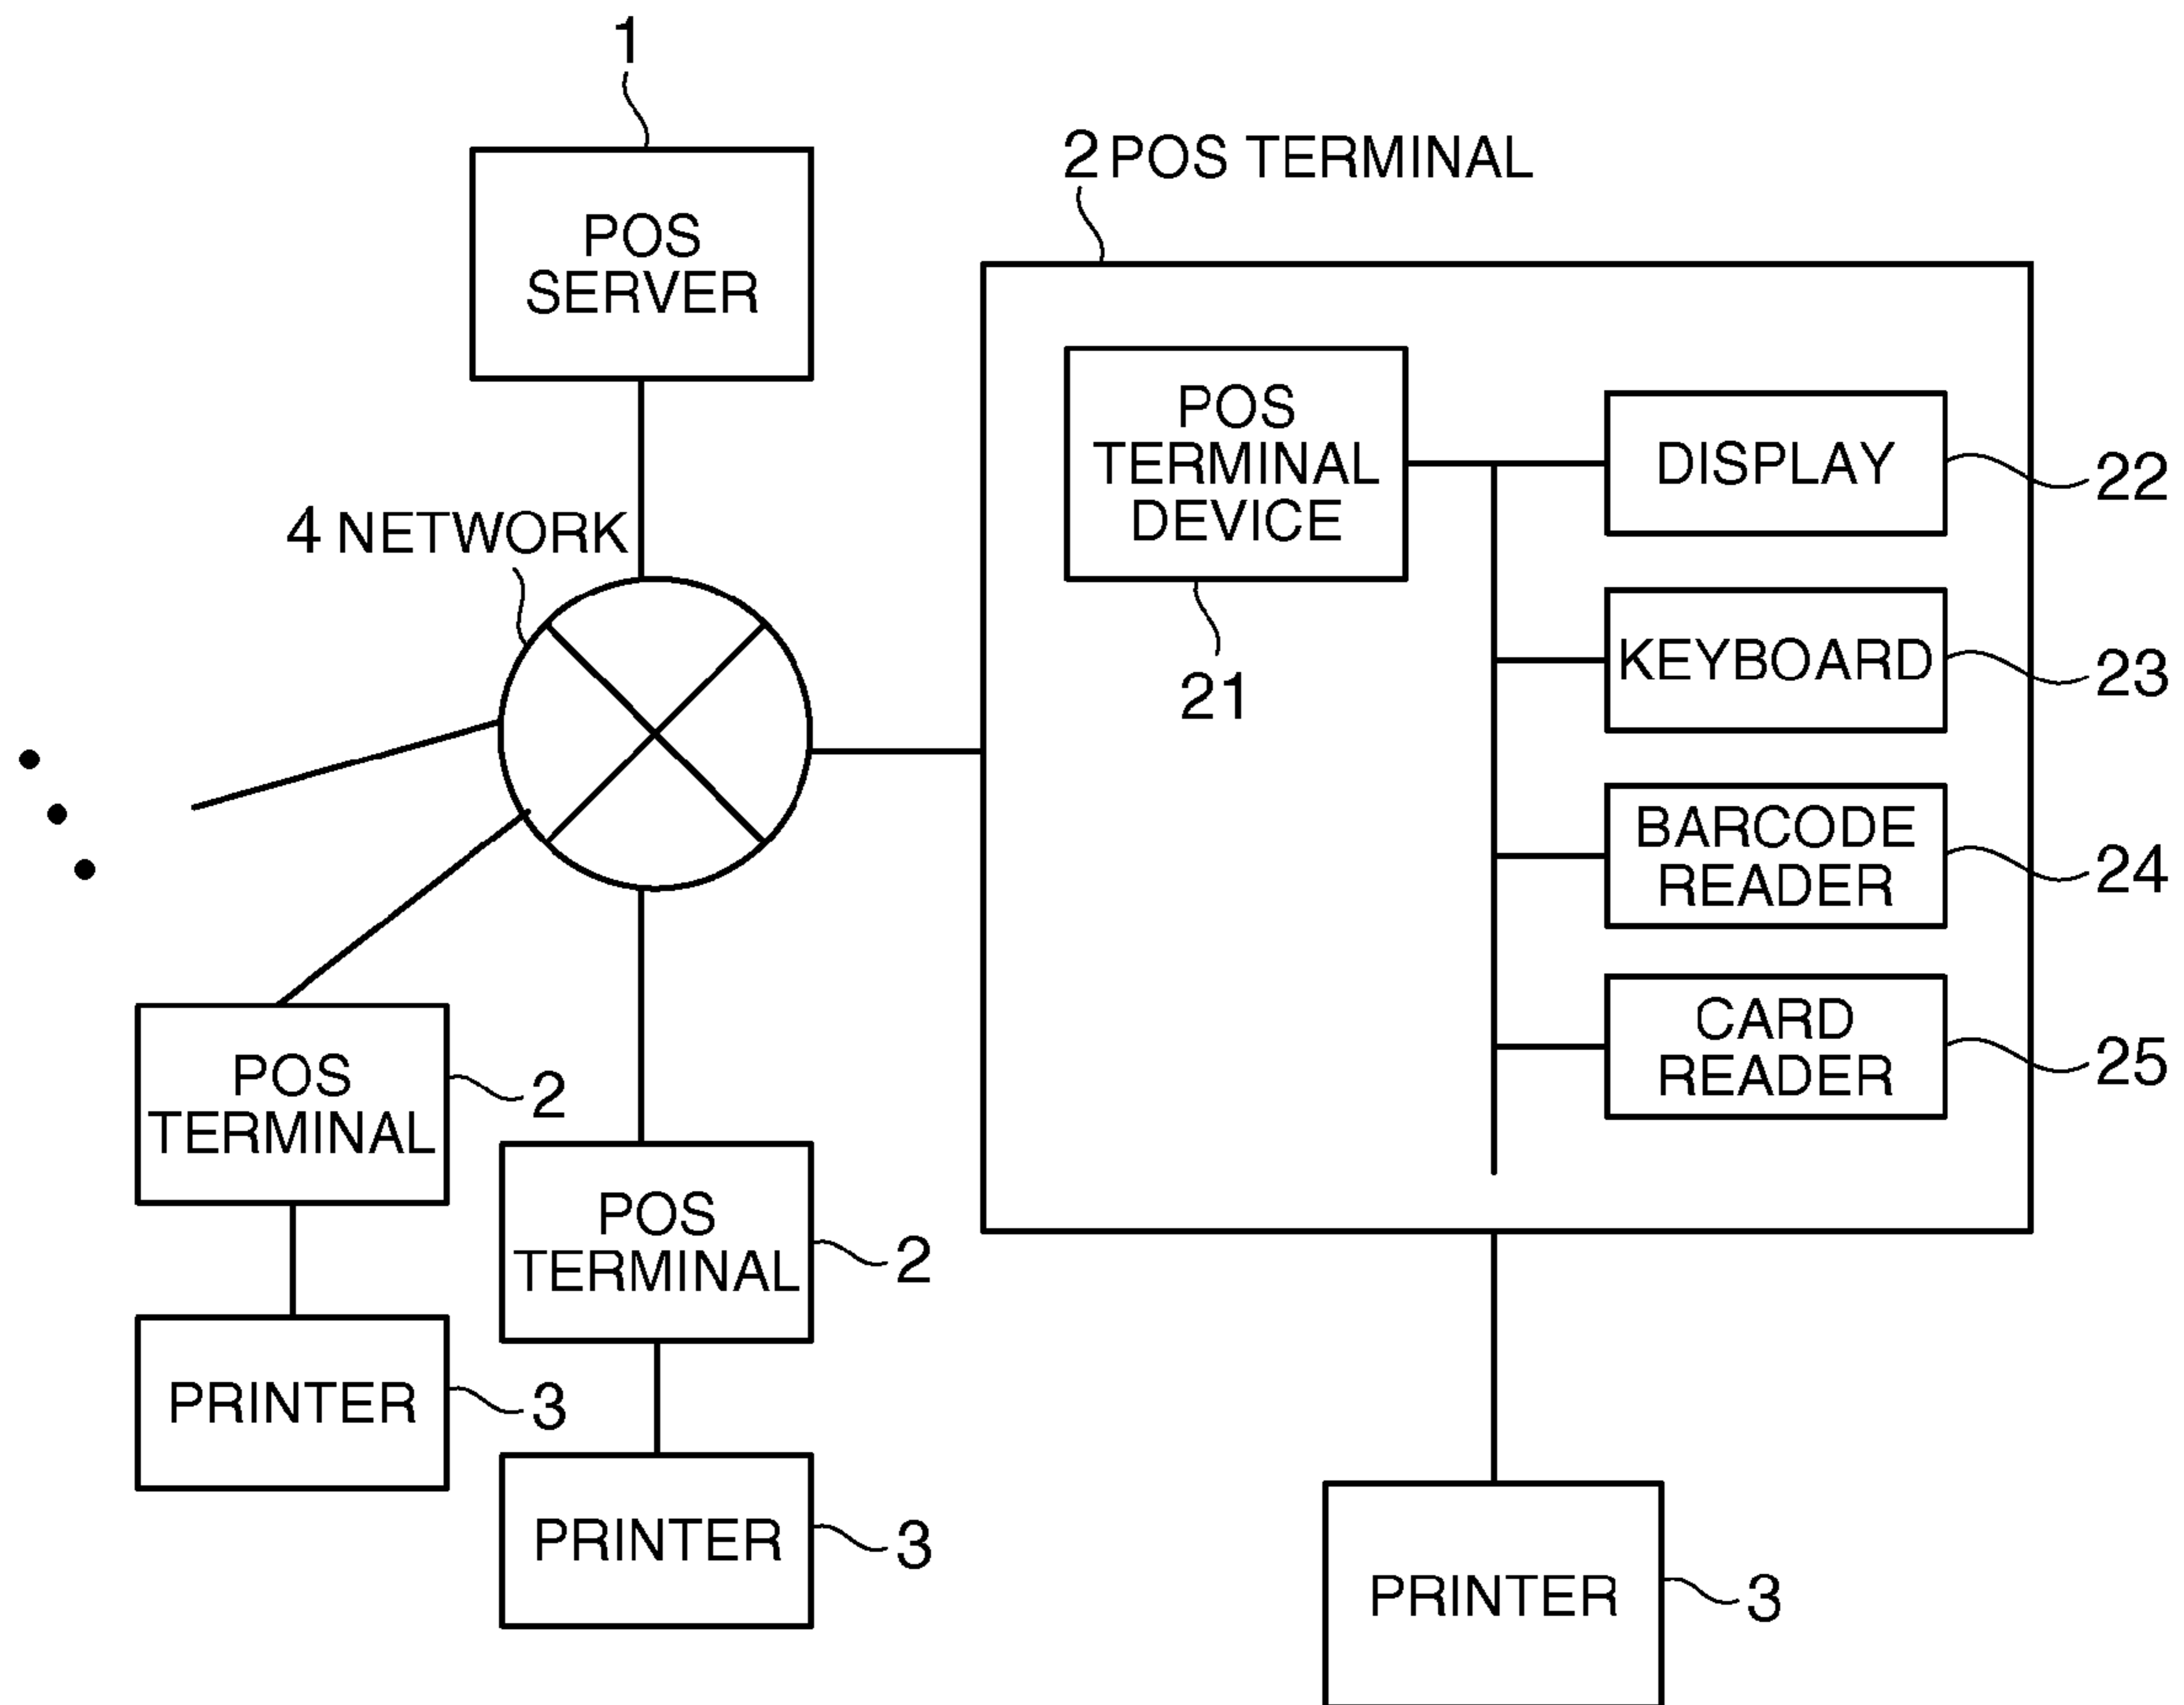 1
POS
SERVER
2 POS TERMINAL
POS
TERMINAL
DEVICE
21
DISPLAY
22
KEYBOARD
23
BARCODE
READER
24
CARD
READER
25
4 NETWORK
POS
TERMINAL
2
POS
TERMINAL
2
PRINTER
3
PRINTER
3
PRINTER
3